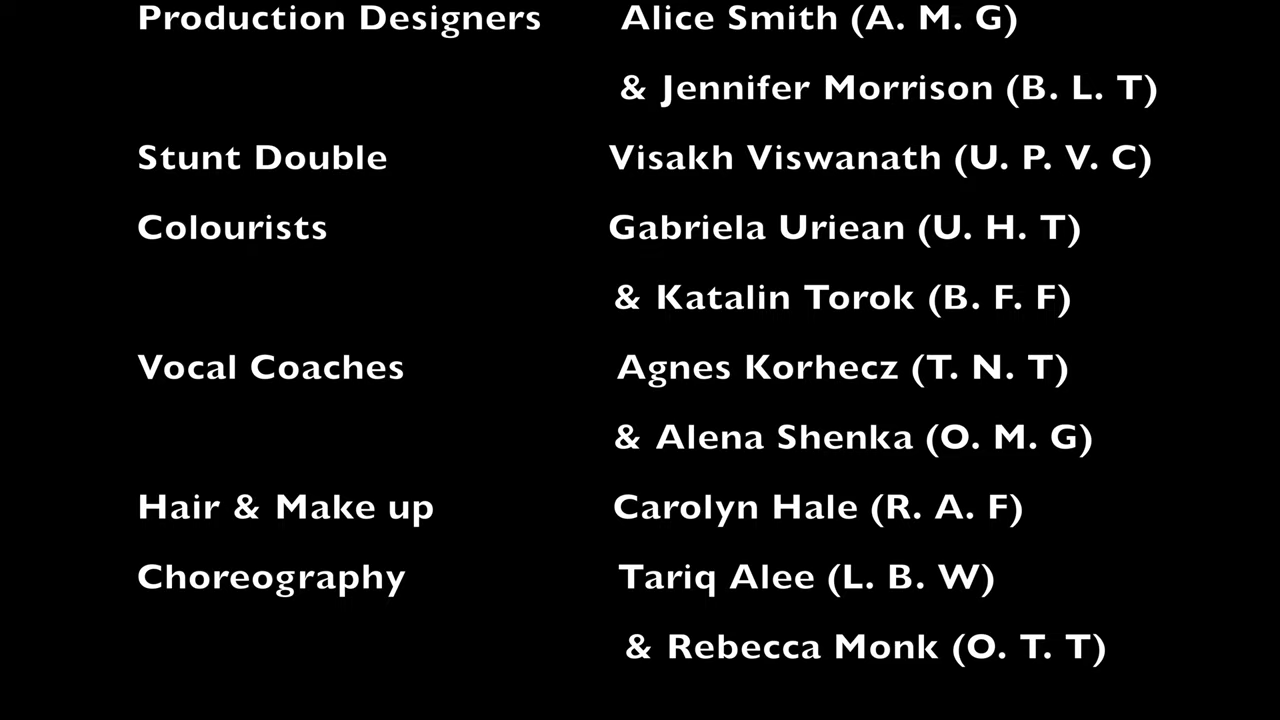 Production Designers Alice Smith (A. M. G)
& Jennifer Morrison (B. L. T)
Stunt Double Visakh Viswanath (U. P. V. C)
Colourists Gabriela Uriean (U. H. T)
& Katalin Torok (B. F. F)
Vocal Coaches Agnes Korhecz (T. N. T)
& Alena Shenka (O. M. G)
Hair & Make up Carolyn Hale (R. A. F)
Choreography Tariq Alee (L. B. W)
& Rebecca Monk (O. T. T)